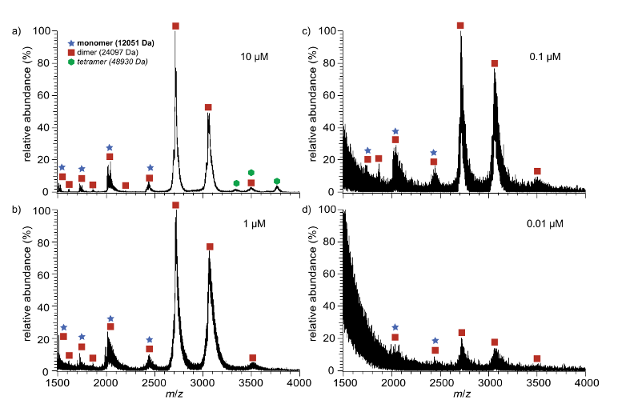 a)
monomer (12051 Da)
dimer (24097 Da)
tetramer (48930 Da)
10 µM
relative abundance (%)
100
80
60
40
20
0
b)
1 µM
relative abundance (%)
100
80
60
40
20
0
1500 2000 2500 3000 3500 4000
m/z
c)
0.1 µM
relative abundance (%)
100
80
60
40
20
0
d)
0.01 µM
relative abundance (%)
100
80
60
40
20
0
1500 2000 2500 3000 3500 4000
m/z